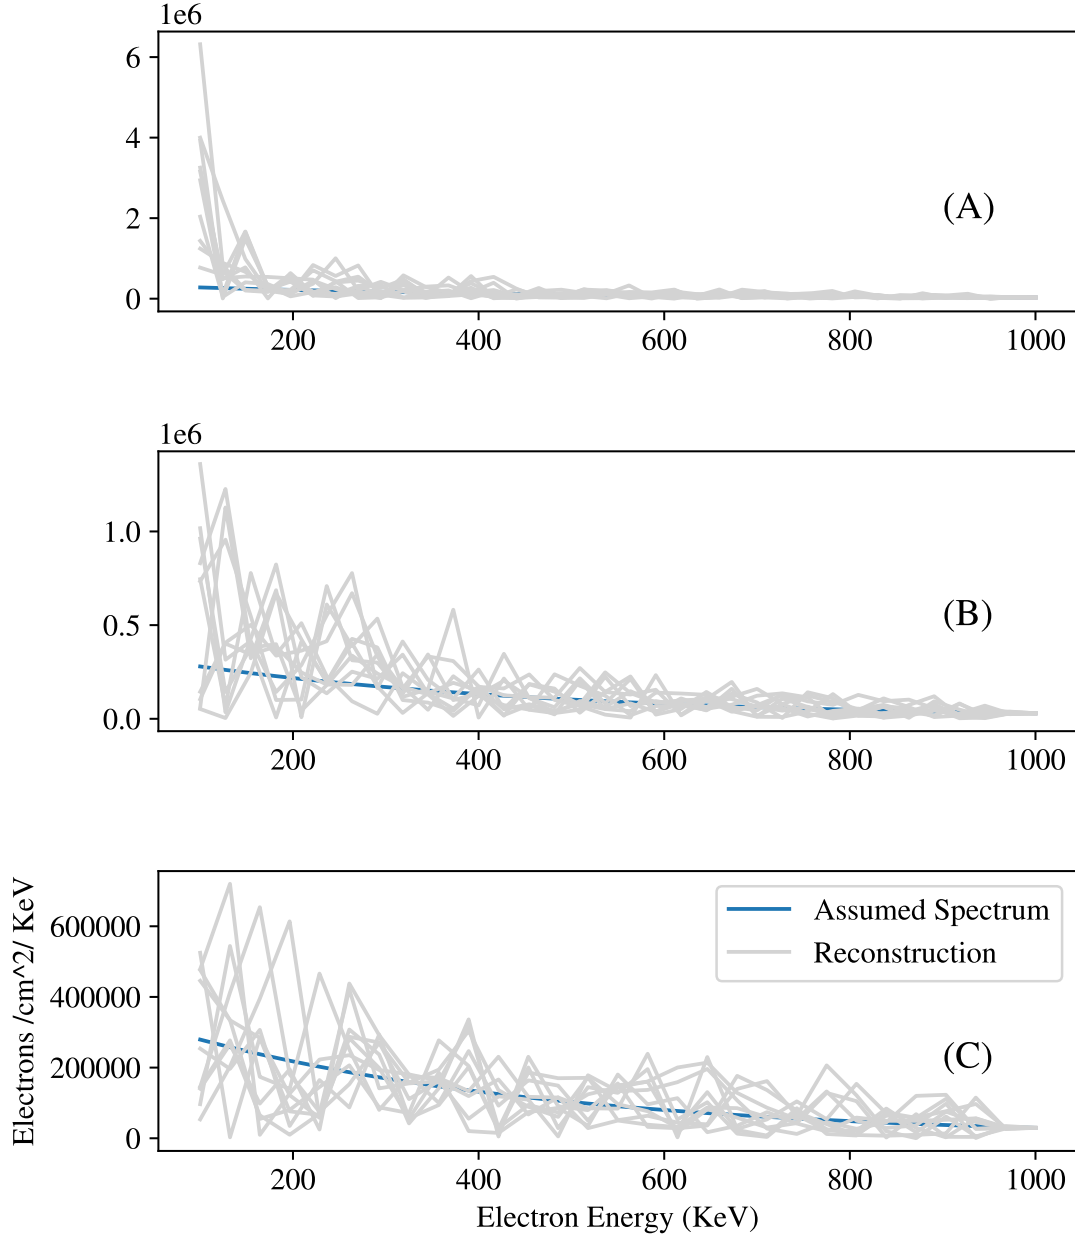 1e6
6
4
2
0
(A)
200 400 600 800 1000
1e6
1.0
0.5
0.0
(B)
200 400 600 800 1000
Electrons /cm^2/ KeV
600000
400000
200000
0
Assumed Spectrum
Reconstruction
(C)
200 400 600 800 1000
Electron Energy (KeV)